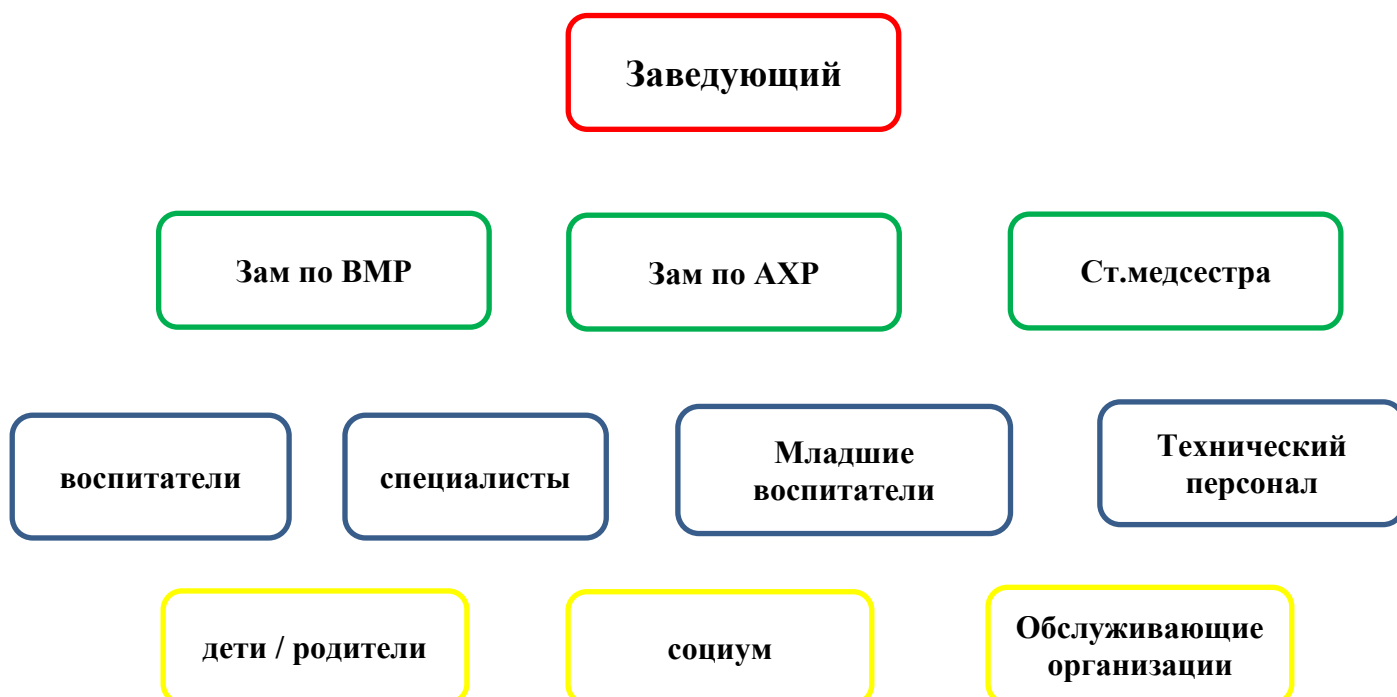 Заведующий
Зам по ВМР
Зам по АХР
Ст.медсестра
воспитатели
специалисты
Младшие
воспитатели
Технический
персонал
дети / родители
социум
Обслуживающие
организации